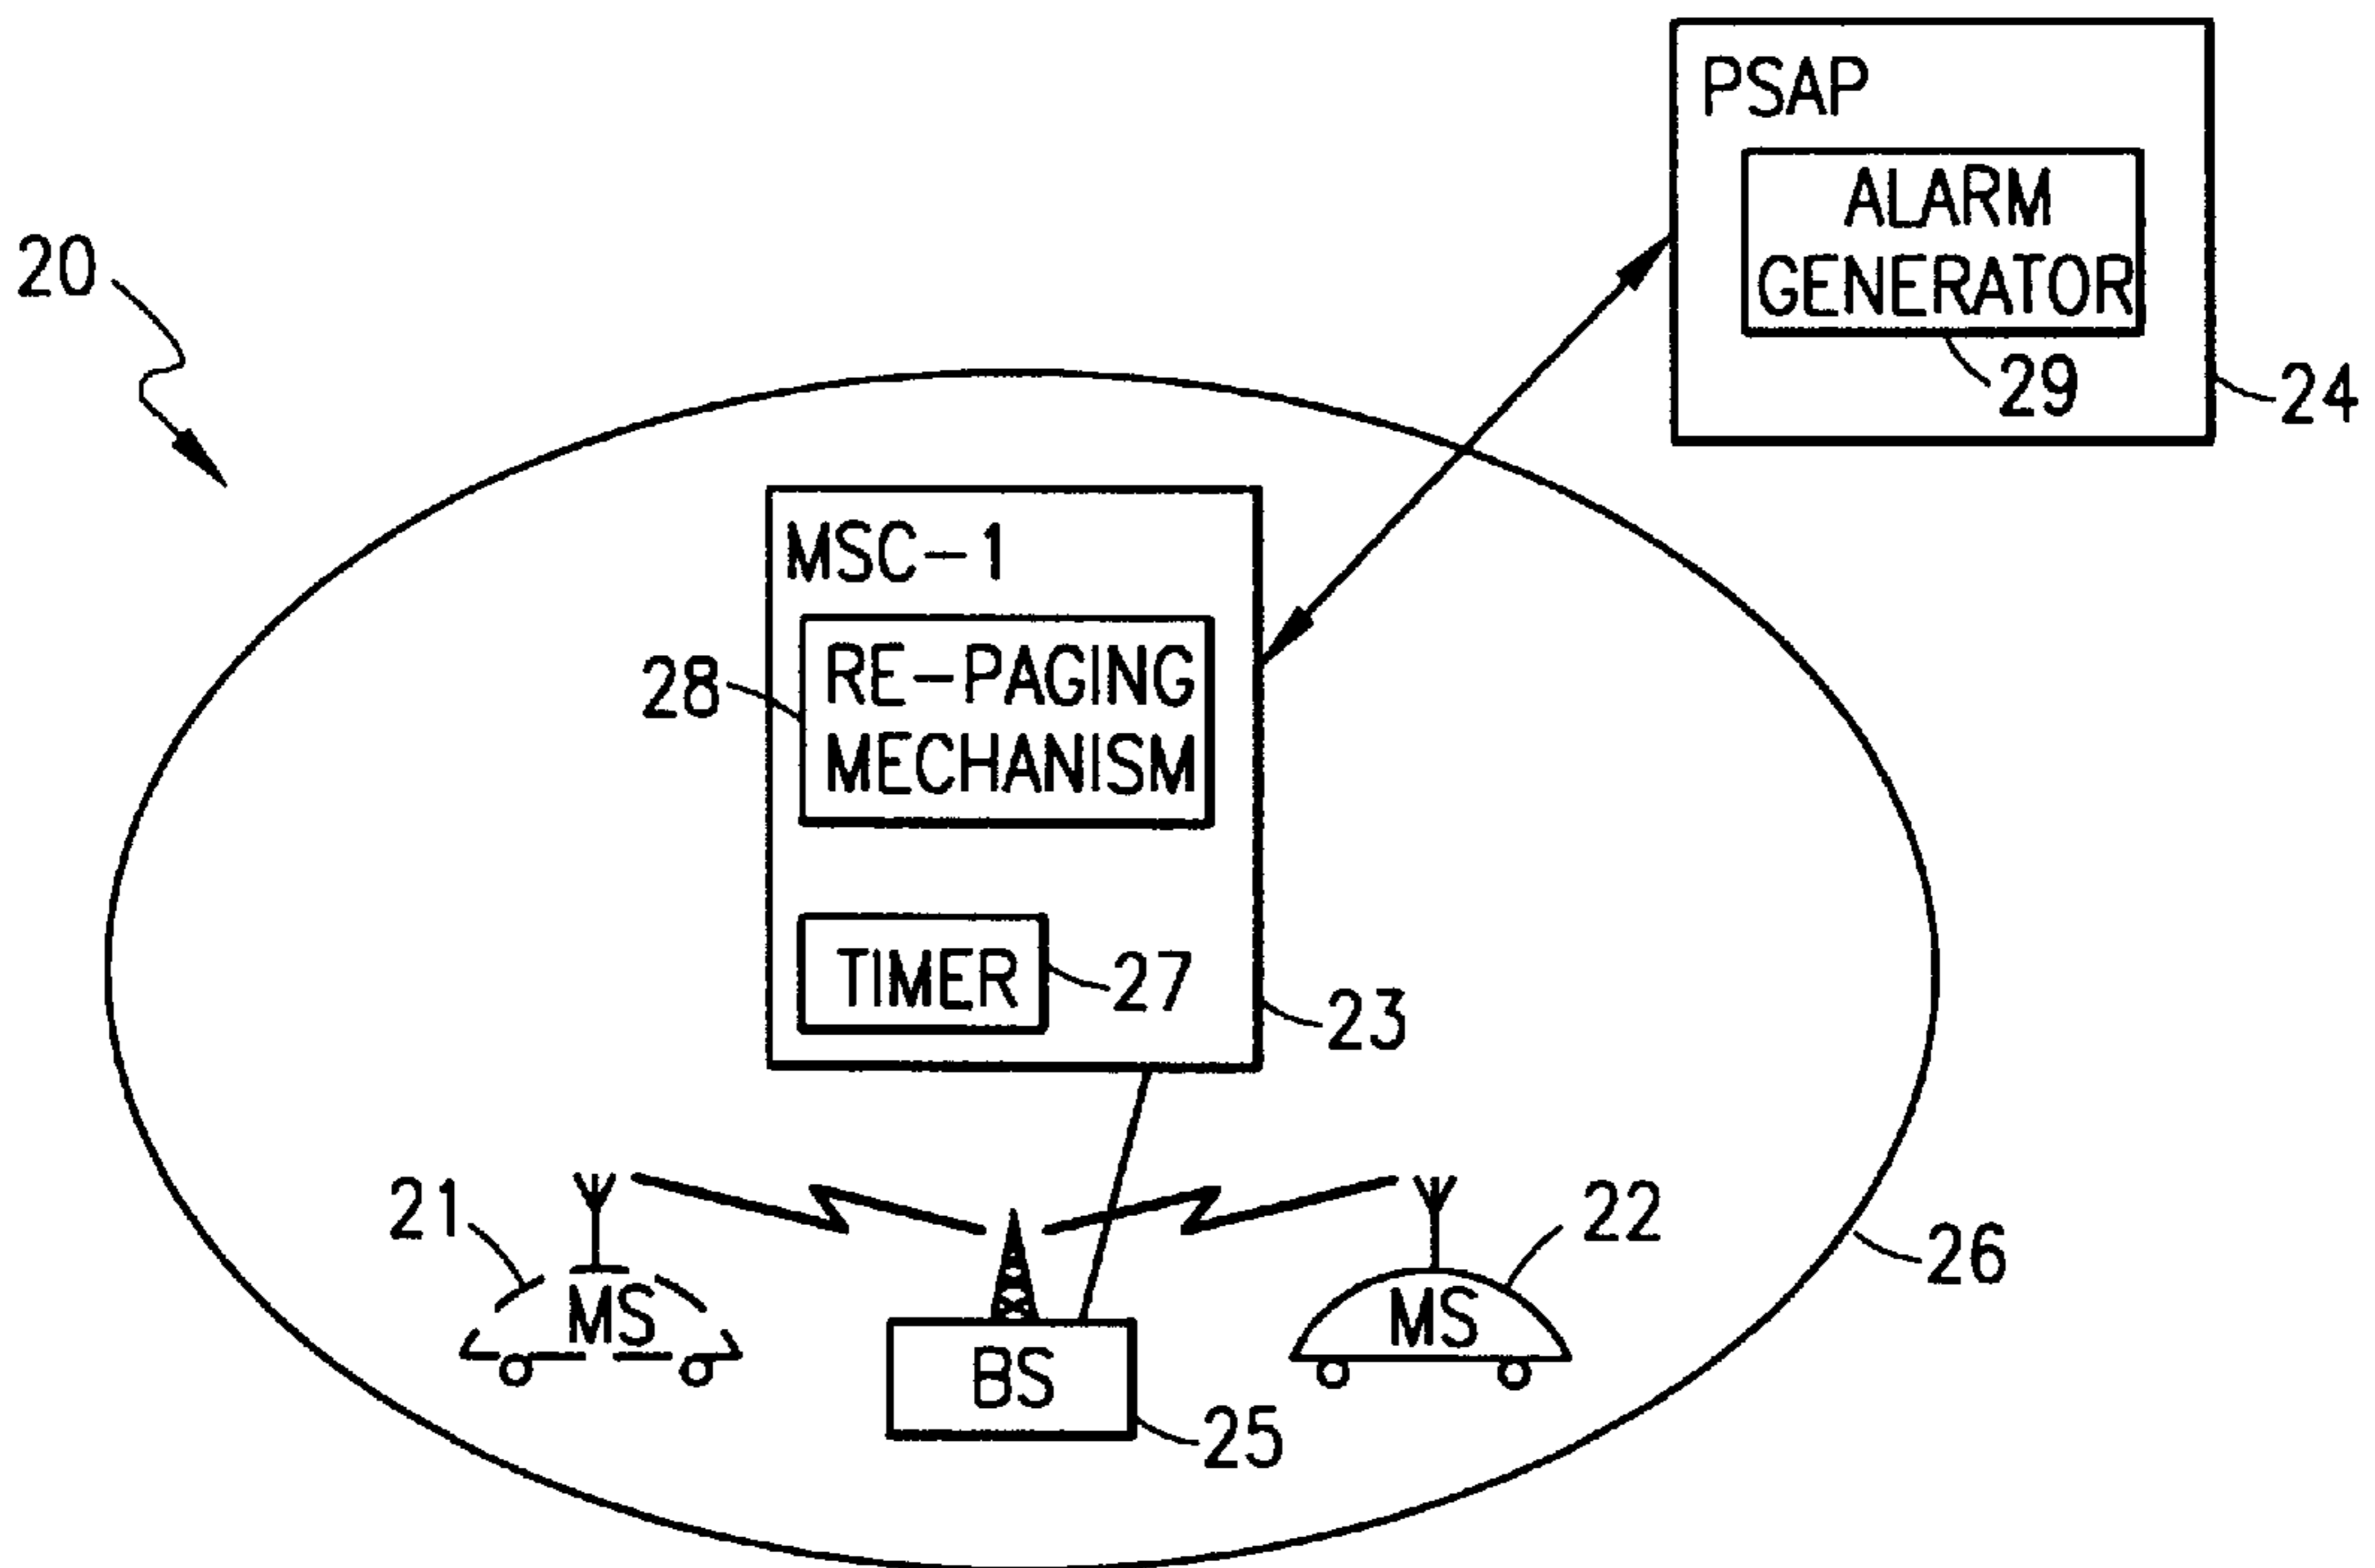 PSAP
ALARM
GENERATOR
29
24
20
MSC-1
RE-PAGING
MECHANISM
28
TIMER
27
23
21
MS
22
MS
26
BS
25